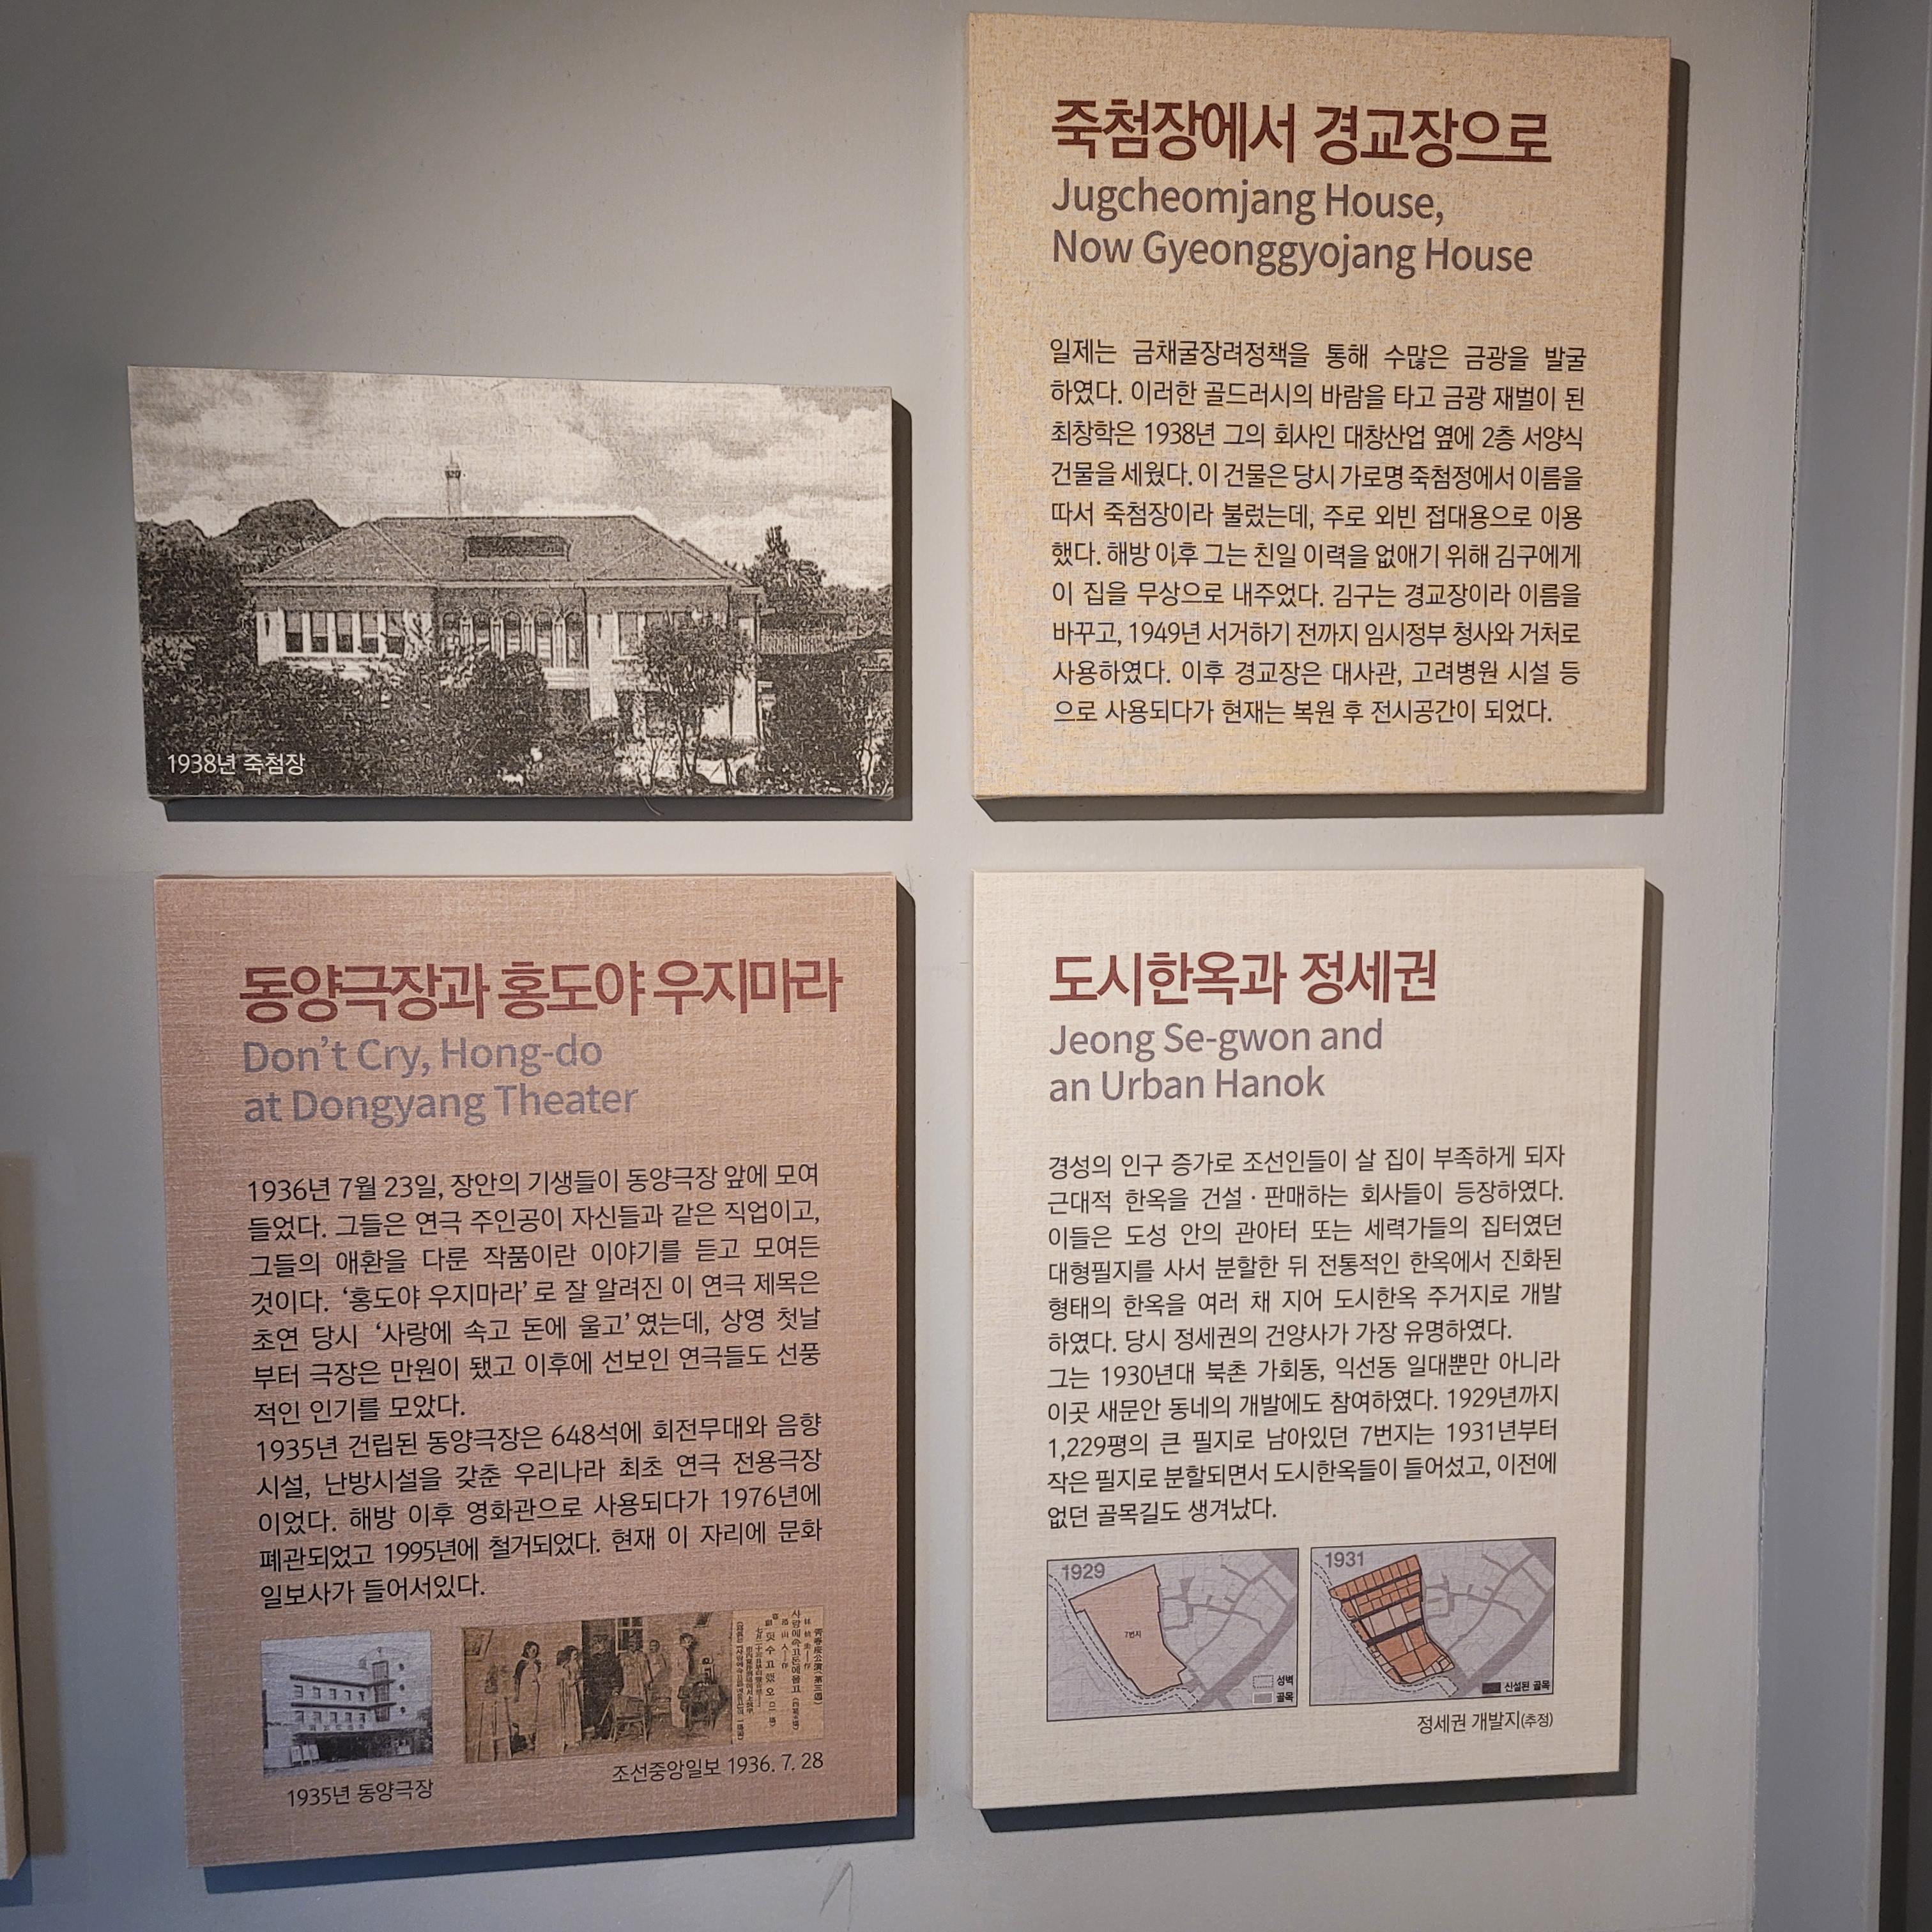 죽첨장에서 경교장으로
Jugcheomjang House,
Now Gyeonggyojang House
일제는 금채굴장려정책을 통해 수많은 금광을 발굴
하였다. 이러한 골드러시의 바람을 타고 금광 재벌이 된
최창학은 1938년 그의 회사인 대창산업 옆에 2층 서양식
건물을 세웠다. 이 건물은 당시 가로명 죽첨정에서 이름을
따서 죽첨장이라 불렀는데, 주로 외빈 접대용으로 이용
했다. 해방 이후 그는 친일 이력을 없애기 위해 김구에게
이 집을 무상으로 내주었다. 김구는 경교장이라 이름을
바꾸고, 1949년 서거하기 전까지 임시정부 청사와 거처로
사용하였다. 이후 경교장은 대사관, 고려병원 시설 등
으로 사용되다가 현재는 복원 후 전시공간이 되었다.
1938년 죽첨장
동양극장과 홍도야 우지마라
Don't Cry, Hong-do
at Dongyang Theater
1936년 7월 23일, 장안의 기생들이 동양극장 앞에 모여
들었다. 그들은 연극 주인공이 자신들과 같은 직업이고,
그들의 애환을 다룬 작품이란 이야기를 듣고 모여든
것이다. ‘홍도야 우지마라’로 잘 알려진 이 연극 제목은
초연 당시 ‘사랑에 속고 돈에 울고’였는데, 상영 첫날
부터 극장은 만원이 됐고 이후에 선보인 연극들도 선풍
적인 인기를 모았다.
1935년 건립된 동양극장은 648석에 회전무대와 음향
시설, 난방시설을 갖춘 우리나라 최초 연극 전용극장
이었다. 해방 이후 영화관으로 사용되다가 1976년에
폐관되었고 1995년에 철거되었다. 현재 이 자리에 문화
일보사가 들어서있다.
1935년 동양극장
조선중앙일보 1936. 7. 28
도시한옥과 정세권
Jeong Se-gwon and
an Urban Hanok
경성의 인구 증가로 조선인들이 살 집이 부족하게 되자
근대적 한옥을 건설 · 판매하는 회사들이 등장하였다.
이들은 도성 안의 관아터 또는 세력가들의 집터였던
대형필지를 사서 분할한 뒤 전통적인 한옥에서 진화된
형태의 한옥을 여러 채 지어 도시한옥 주거지로 개발
하였다. 당시 정세권의 건양사가 가장 유명하였다.
그는 1930년대 북촌 가회동, 익선동 일대뿐만 아니라
이곳 새문안 동네의 개발에도 참여하였다. 1929년까지
1,229평의 큰 필지로 남아있던 7번지는 1931년부터
작은 필지로 분할되면서 도시한옥들이 들어섰고, 이전에
없던 골목길도 생겨났다.
1929
7번지
성벽
골목
1931
신설된 골목
정세권 개발지(추정)